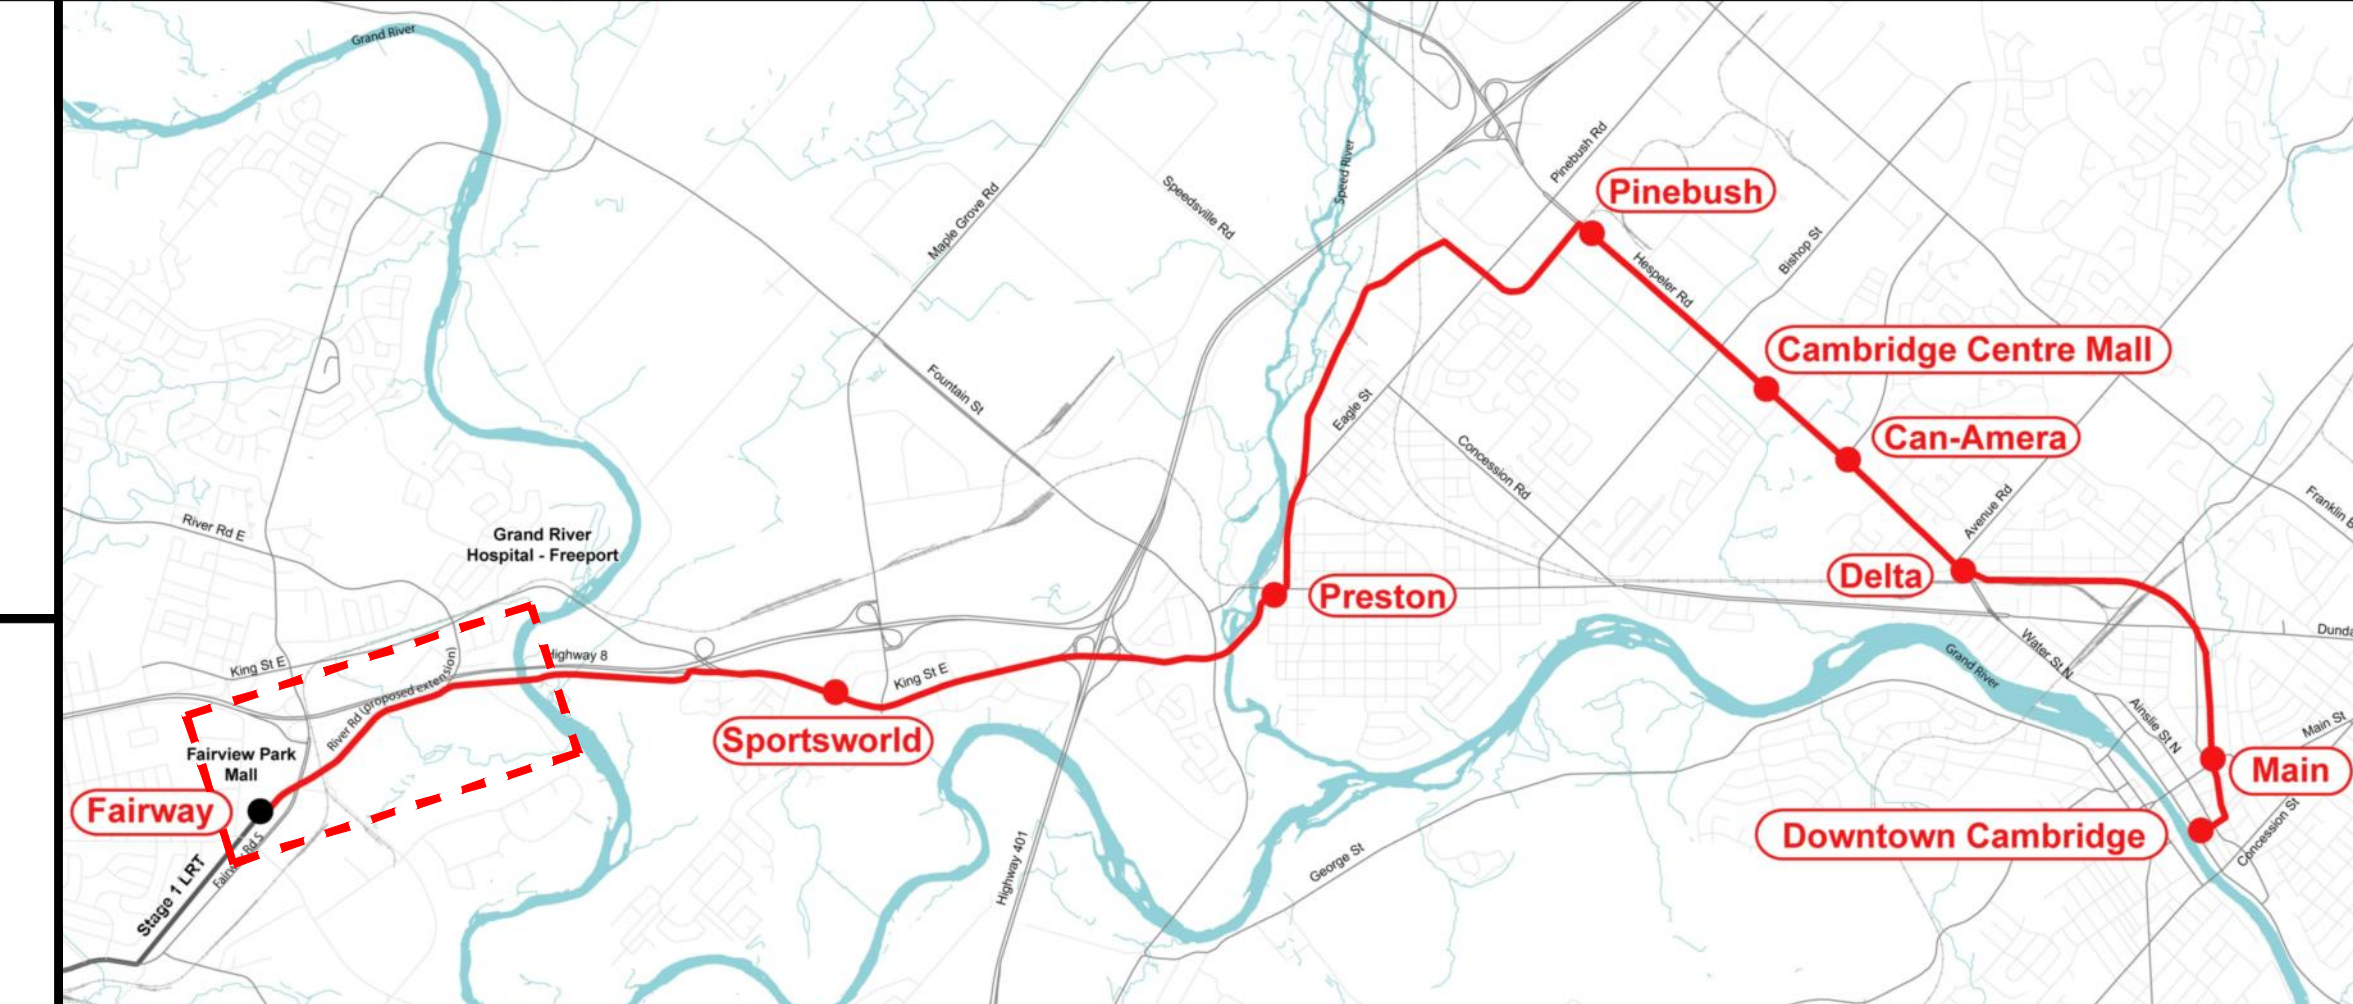 Grand River
Pinebush Rd
Speed River
Pinebush
Speedsville Rd
Maple Grove Rd
Bishop St
Hespeler Rd
Cambridge Centre Mall
Fountain St
Eagle St
Can-Amera
Concession Rd
Avenue Rd
Franklin
River Rd E
Grand River
Hospital - Freeport
Delta
Preston
Dunda
King St E
Highway 8
Water St N
Grand River
River Rd (proposed extension)
King St E
Ainslie St N
Main St
Sportsworld
Fairview Park
Mall
Main
Fairway
Downtown Cambridge
Concession St
Rd S
Stage 1 LRT
Highway 401
George St